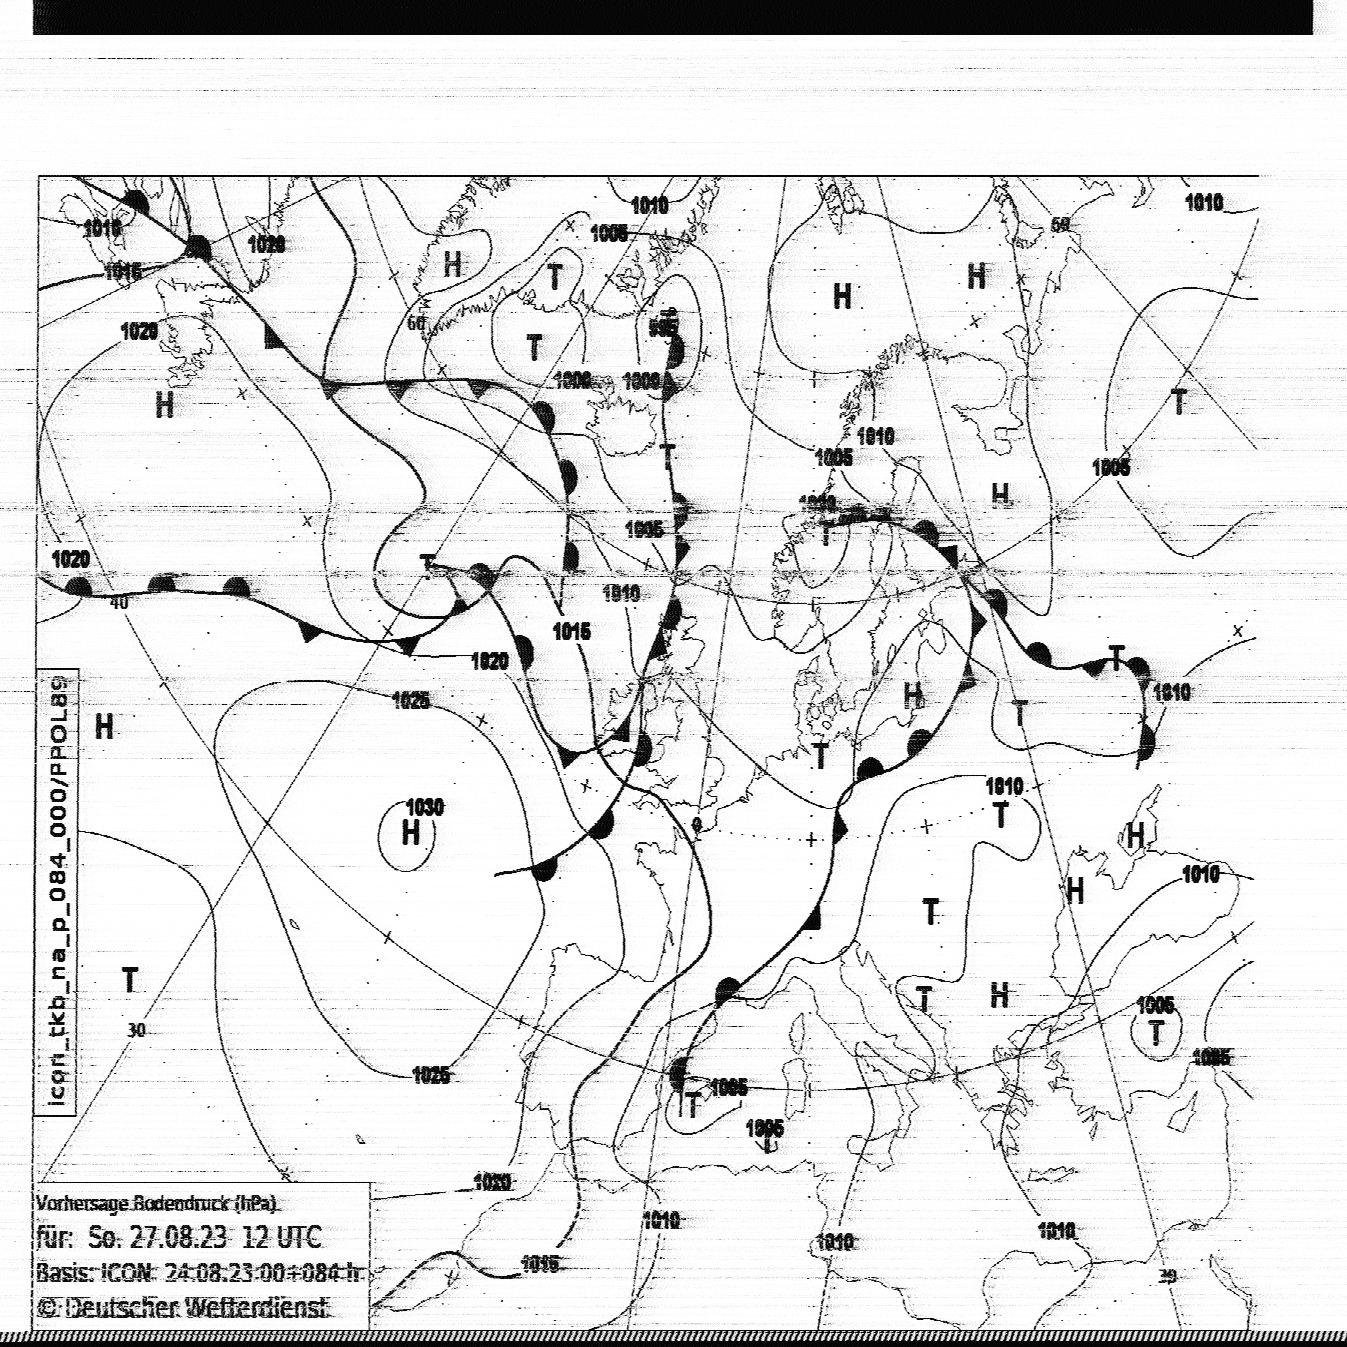 1010
1005
1010
1010
1020
60
1015
H
T
H
H
60
1020
995
T
1000
1000
H
T
1010
T
1005
1005
H
1005
T
1020
T
40
1010
1015
1020
T
1025
H
1010
T
H
T
1010
1030
H
T
0
H
H
1010
T
T
T
H
30
1005
T
1025
1005
T
1005
1020
1010
1010
1010
1015
icon_tkb_na_p_084_000/PPOL89
Vorhersage Bodendruck (hPa)
für: So. 27.08.23 12 UTC
Basis: ICON 24.08.23 00+084 h
© Deutscher Wetterdienst